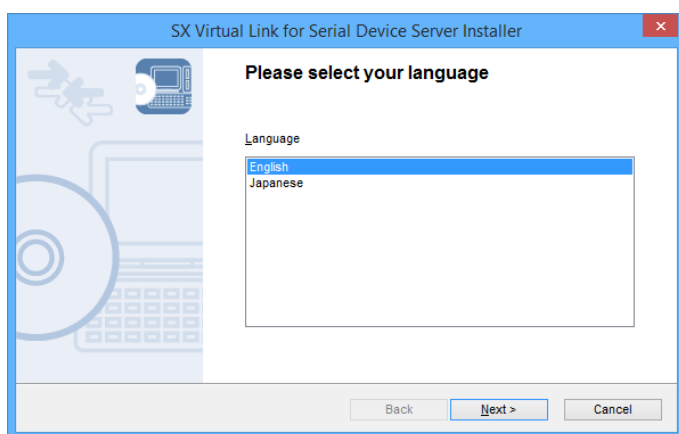 SX Virtual Link for Serial Device Server Installer
Please select your language
Language
English
Japanese
Back
Next >
Cancel